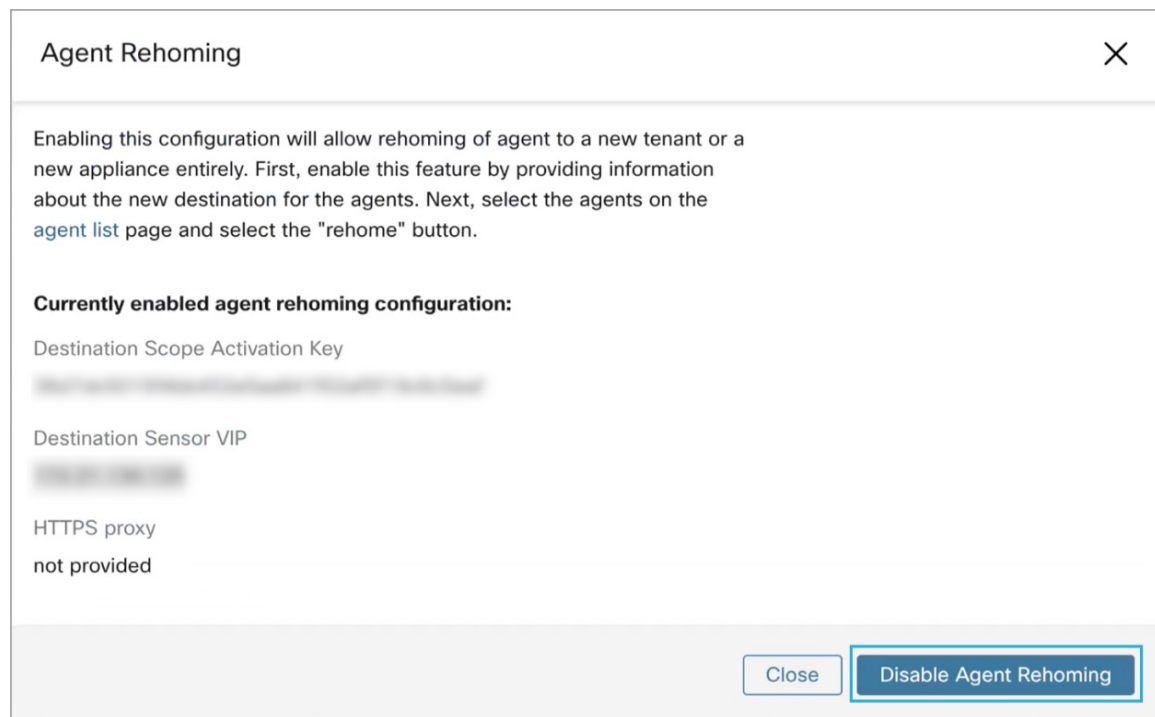 Agent Rehoming
Enabling this configuration will allow rehoming of agent to a new tenant or a
new appliance entirely. First, enable this feature by providing information
about the new destination for the agents. Next, select the agents on the
agent list page and select the "rehome" button.
Currently enabled agent rehoming configuration:
Destination Scope Activation Key
Destination Sensor VIP
HTTPS proxy
not provided
Close
Disable Agent Rehoming